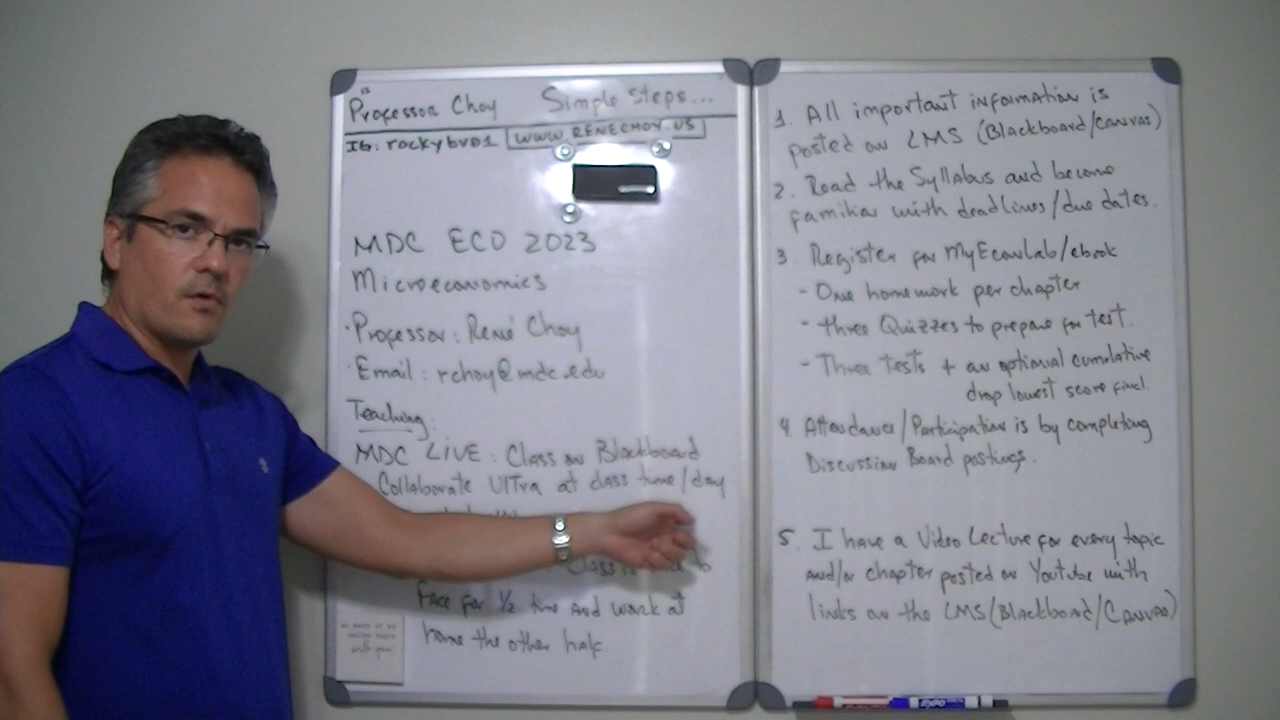 Professor Choy Simple Steps...
IG: rockybvd1 www.RENECHOY.US
MDC ECO 2023
Microeconomics
· Professor: René Choy
· Email: rchoy@mdc.edu
Teaching:
MDC LIVE: Class on Blackboard
Collaborate Ultra at class time/day
Class is
Face for 1/2 time and work at
home the other half.
with you!
1. All important information is
posted on LMS (Blackboard/Canvas)
2. Read the Syllabus and become
familiar with deadlines/due dates.
3. Register for MyEconLab/ebook
- One homework per chapter
- Three Quizzes to prepare for test.
- Three Tests + an optional cumulative
drop lowest score final.
4. Attendance/Participation is by completing
Discussion Board postings.
5. I have a Video Lecture for every topic
and/or chapter posted on Youtube with
links on the LMS (Blackboard/Canvas)
EXPO